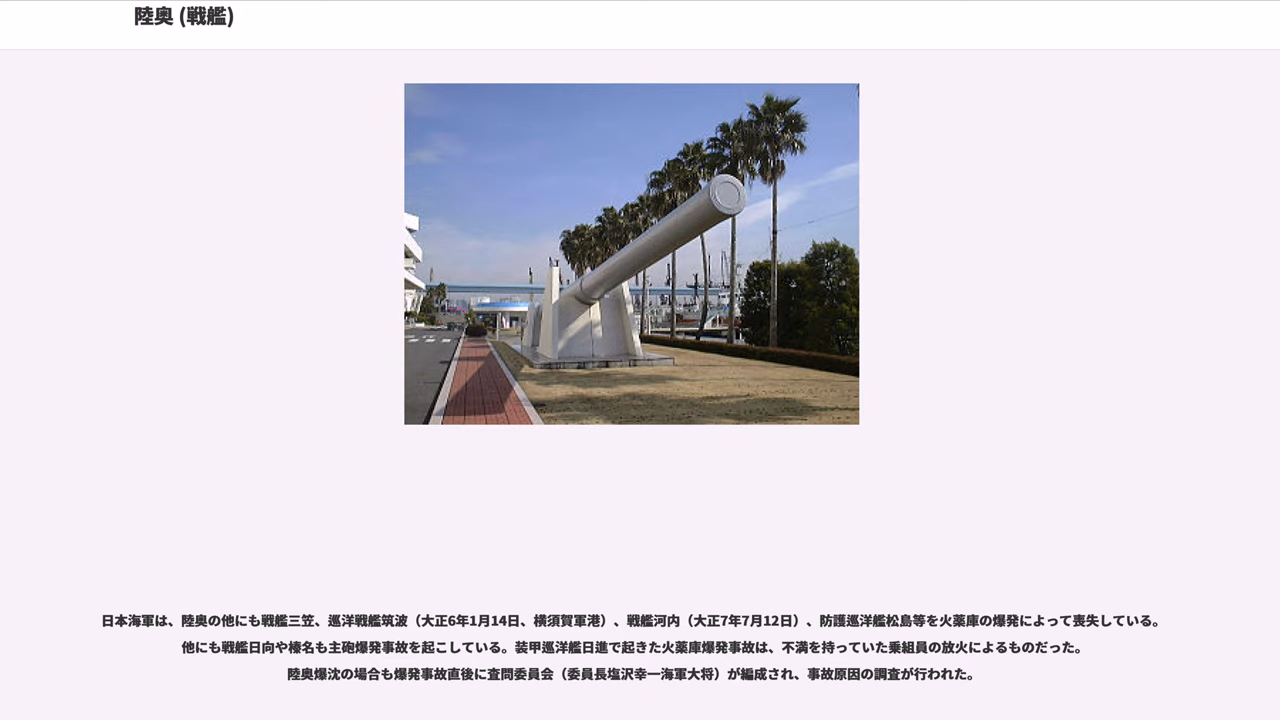 陸奥 (戦艦)
日本海軍は、陸奥の他にも戦艦三笠、巡洋戦艦筑波（大正6年1月14日、横須賀軍港）、戦艦河内（大正7年7月12日）、防護巡洋艦松島等を火薬庫の爆発によって喪失している。
他にも戦艦日向や榛名も主砲爆発事故を起こしている。装甲巡洋艦日進で起きた火薬庫爆発事故は、不満を持っていた乗組員の放火によるものだった。
陸奥爆沈の場合も爆発事故直後に査問委員会（委員長塩沢幸一海軍大将）が編成され、事故原因の調査が行われた。